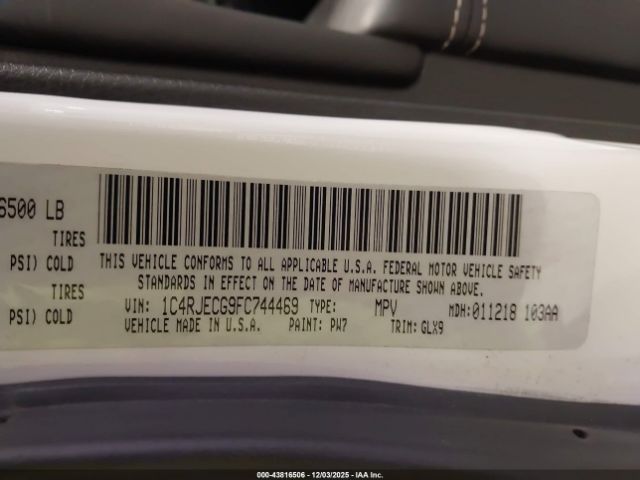 6500 LB
TIRES
PSI) COLD
TIRES
PSI) COLD
THIS VEHICLE CONFORMS TO ALL APPLICABLE U.S.A. FEDERAL MOTOR VEHICLE SAFETY
STANDARDS IN EFFECT ON THE DATE OF MANUFACTURE SHOWN ABOVE.
VIN: 1C4RJECG9FC744469 TYPE: MPV MDH: 011218 103AA
VEHICLE MADE IN U.S.A. PAINT: PW7 TRIM: GLX9
000-43816506 - 12/03/2025 - IAA Inc.